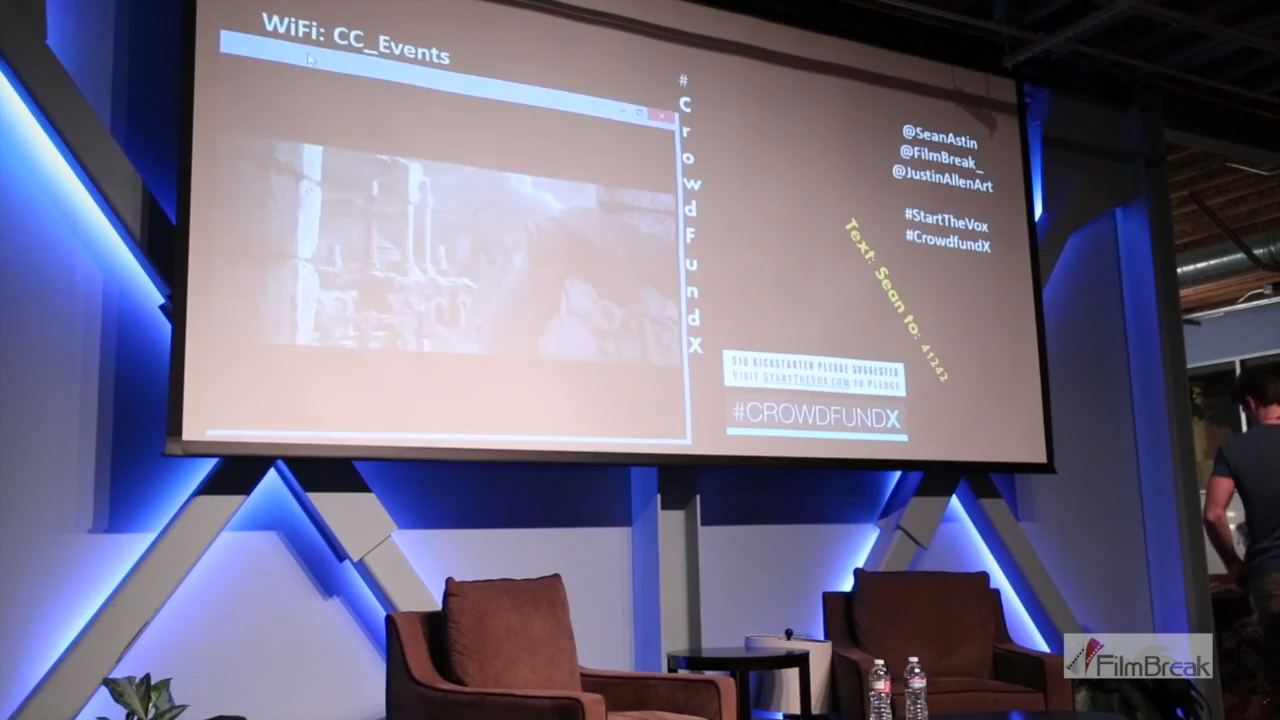 WiFi: CC_Events
#CrowdFundX
@SeanAstin
@FilmBreak_
@JustinAllenArt
#StartTheVox
#CrowdfundX
Text: Sean to: 41242
$10 KICKSTARTER PLEDGE SUGGESTED
VISIT STARTTHEVOX.COM TO PLEDGE
#CROWDFUNDX
FilmBreak